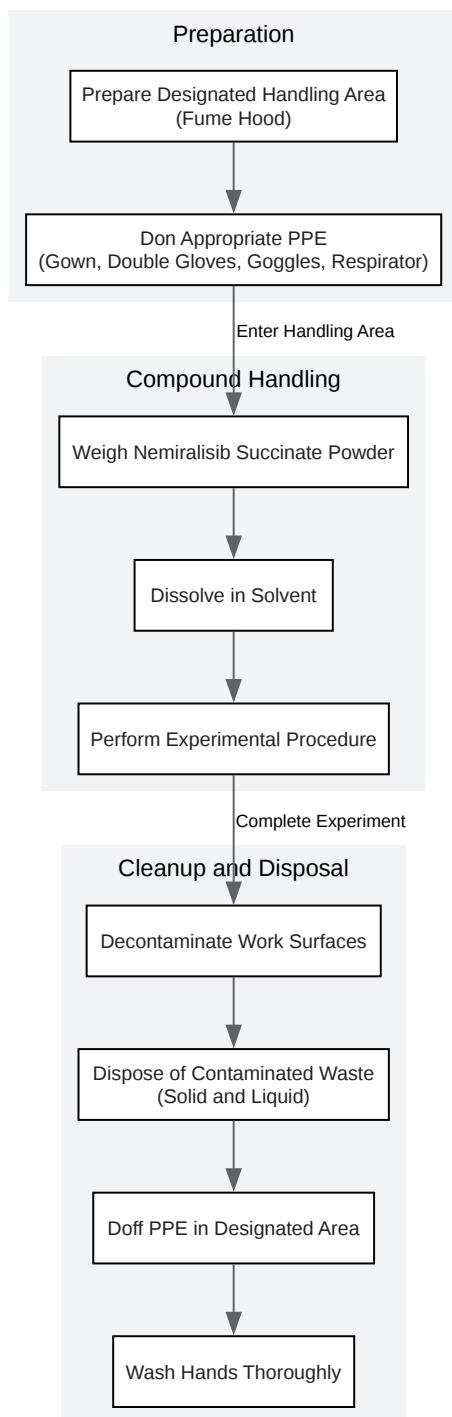 Preparation
Prepare Designated Handling Area
(Fume Hood)
Don Appropriate PPE
(Gown, Double Gloves, Goggles, Respirator)
Enter Handling Area
Compound Handling
Weigh Nemiralisib Succinate Powder
Dissolve in Solvent
Perform Experimental Procedure
Complete Experiment
Cleanup and Disposal
Decontaminate Work Surfaces
Dispose of Contaminated Waste
(Solid and Liquid)
Doff PPE in Designated Area
Wash Hands Thoroughly